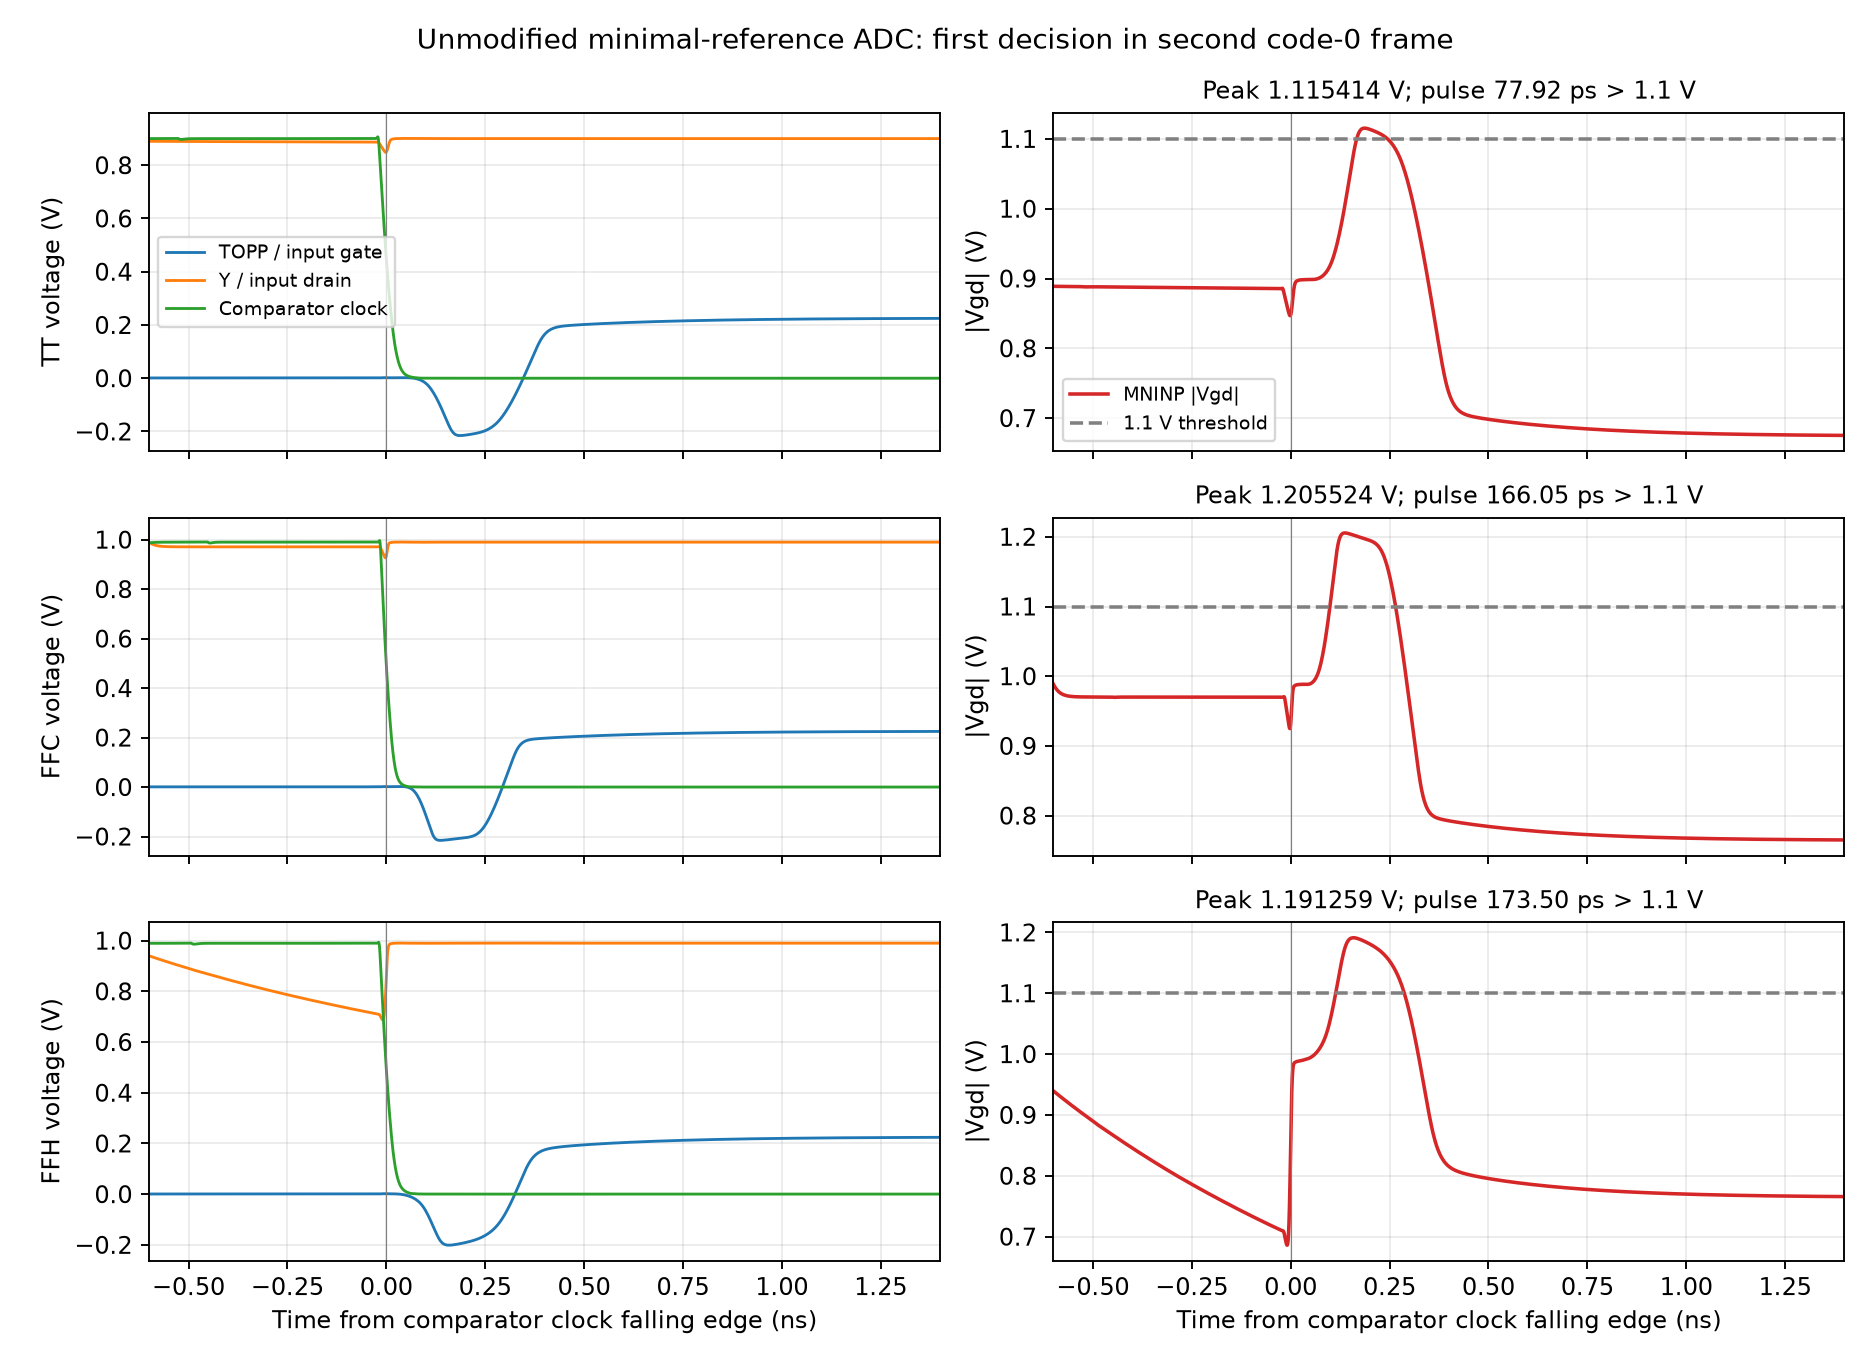 Unmodified minimal-reference ADC: first decision in second code-0 frame
TT voltage (V)
0.8
0.6
0.4
0.2
0.0
−0.2
TOPP / input gate
Y / input drain
Comparator clock
Peak 1.115414 V; pulse 77.92 ps > 1.1 V
|Vgd| (V)
1.1
1.0
0.9
0.8
0.7
MNINP |Vgd|
1.1 V threshold
FFC voltage (V)
1.0
0.8
0.6
0.4
0.2
0.0
−0.2
Peak 1.205524 V; pulse 166.05 ps > 1.1 V
|Vgd| (V)
1.2
1.1
1.0
0.9
0.8
FFH voltage (V)
1.0
0.8
0.6
0.4
0.2
0.0
−0.2
−0.50 −0.25 0.00 0.25 0.50 0.75 1.00 1.25
Time from comparator clock falling edge (ns)
Peak 1.191259 V; pulse 173.50 ps > 1.1 V
|Vgd| (V)
1.2
1.1
1.0
0.9
0.8
0.7
−0.50 −0.25 0.00 0.25 0.50 0.75 1.00 1.25
Time from comparator clock falling edge (ns)